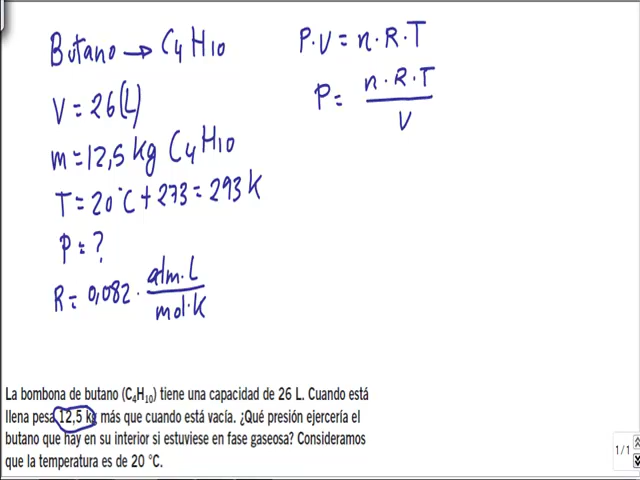 Butano → C4H10
V = 26 (L)
m = 12,5 kg C4H10
T = 20°C + 273 = 293 K
P = ?
R = 0,082 · atm·L / mol·K
P·V = n·R·T
P = n·R·T / V
La bombona de butano (C₄H₁₀) tiene una capacidad de 26 L. Cuando está
llena pesa 12,5 kg más que cuando está vacía. ¿Qué presión ejercería el
butano que hay en su interior si estuviese en fase gaseosa? Consideramos
que la temperatura es de 20 °C.
1/1